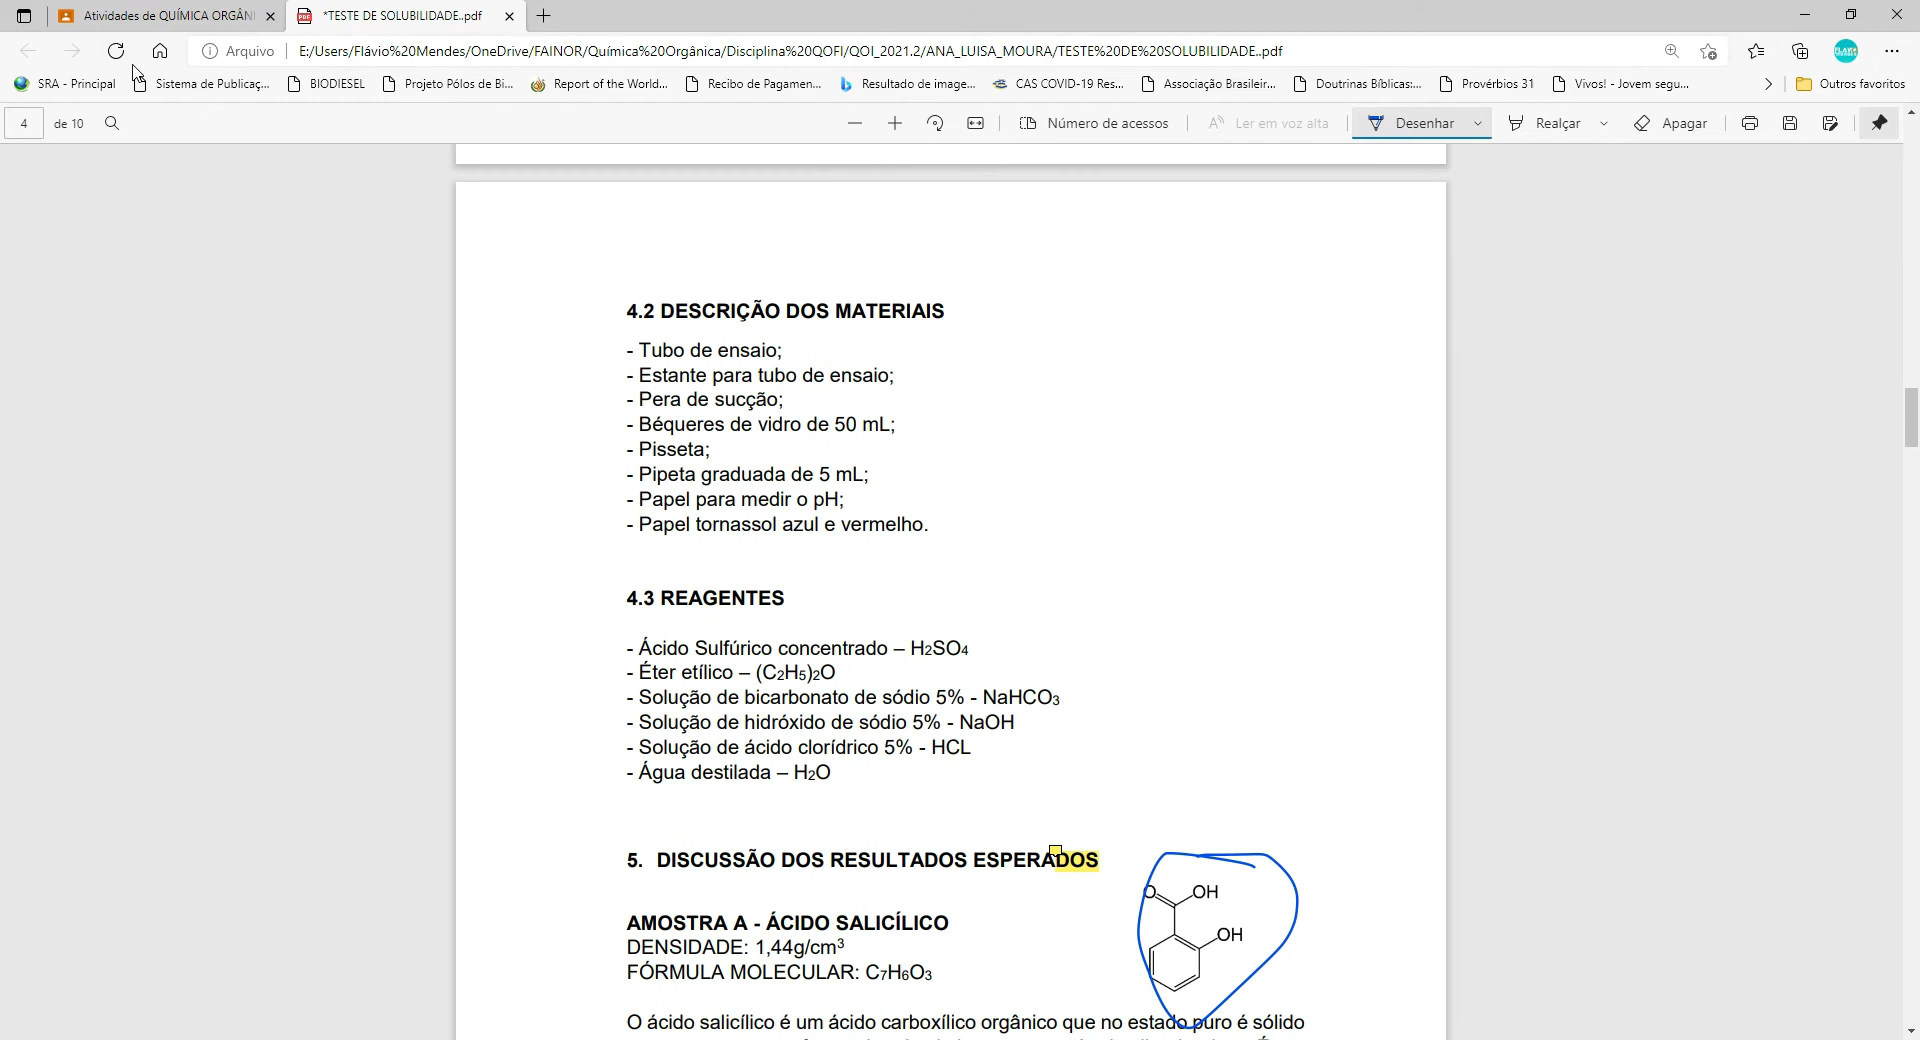 Atividades de QUÍMICA ORGÂNI
*TESTE DE SOLUBILIDADE..pdf
Arquivo
E:/Users/Flávio%20Mendes/OneDrive/FAINOR/Química%20Orgânica/Disciplina%20QOFI/QOI_2021.2/ANA_LUISA_MOURA/TESTE%20DE%20SOLUBILIDADE..pdf
SRA - Principal
Sistema de Publicaç...
BIODIESEL
Projeto Pólos de Bi...
Report of the World...
Recibo de Pagamen...
Resultado de image...
CAS COVID-19 Res...
Associação Brasileir...
Doutrinas Bíblicas:...
Provérbios 31
Vivos! - Jovem segu...
Outros favoritos
4 de 10
Número de acessos
Ler em voz alta
Desenhar
Realçar
Apagar
4.2 DESCRIÇÃO DOS MATERIAIS
- Tubo de ensaio;
- Estante para tubo de ensaio;
- Pera de sucção;
- Béqueres de vidro de 50 mL;
- Pisseta;
- Pipeta graduada de 5 mL;
- Papel para medir o pH;
- Papel tornassol azul e vermelho.
4.3 REAGENTES
- Ácido Sulfúrico concentrado – H2SO4
- Éter etílico – (C2H5)2O
- Solução de bicarbonato de sódio 5% - NaHCO3
- Solução de hidróxido de sódio 5% - NaOH
- Solução de ácido clorídrico 5% - HCL
- Água destilada – H2O
5. DISCUSSÃO DOS RESULTADOS ESPERADOS
O OH
OH
AMOSTRA A - ÁCIDO SALICÍLICO
DENSIDADE: 1,44g/cm³
FÓRMULA MOLECULAR: C7H6O3
O ácido salicílico é um ácido carboxílico orgânico que no estado puro é sólido